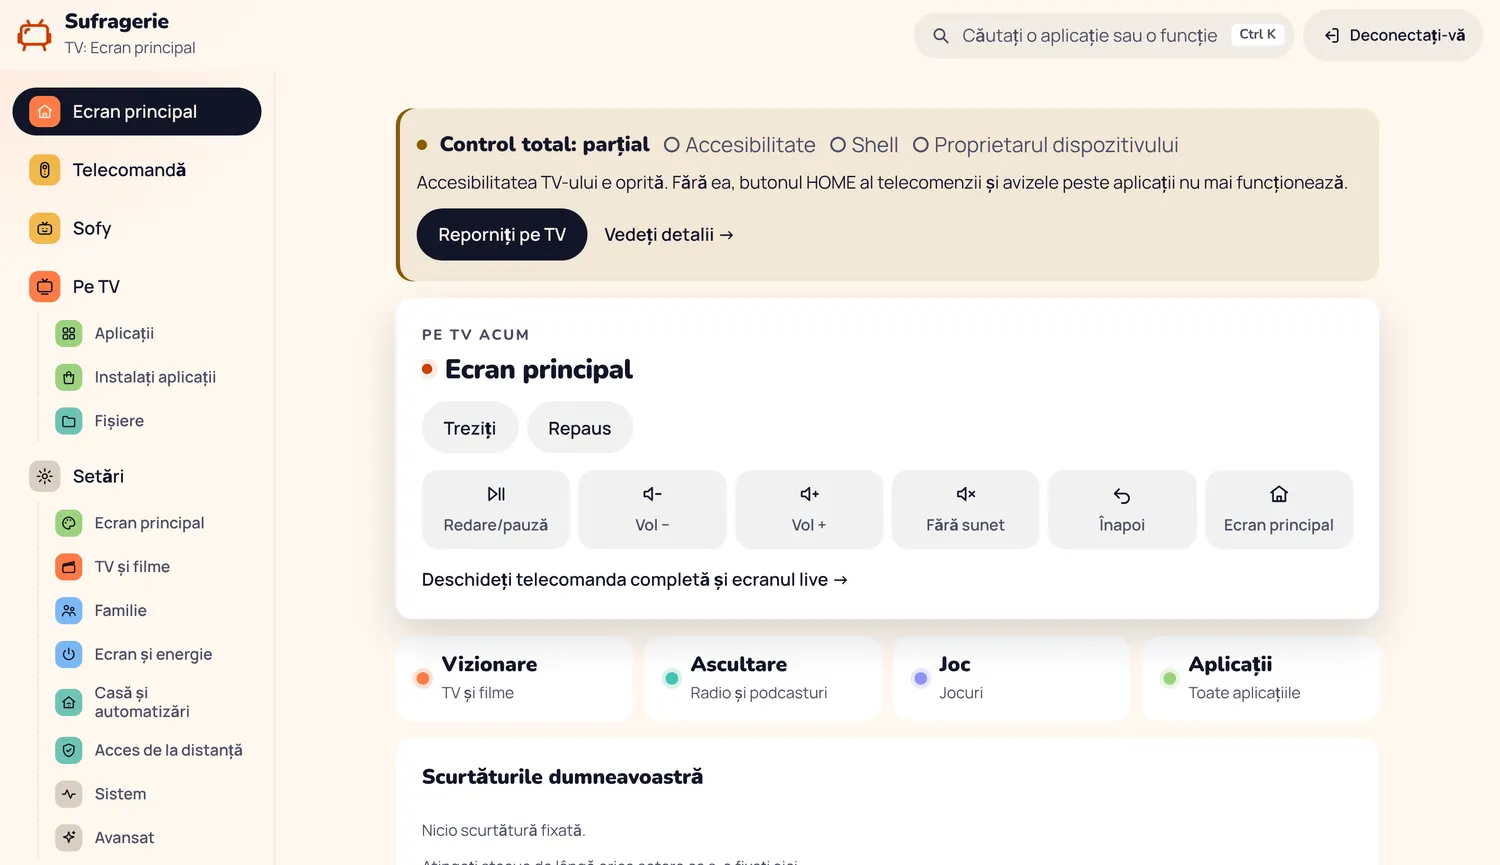 Sufragerie
TV: Ecran principal
Căutați o aplicație sau o funcție
Ctrl K
Deconectați-vă
Ecran principal
Telecomandă
Sofy
Pe TV
Aplicații
Instalați aplicații
Fișiere
Setări
Ecran principal
TV și filme
Familie
Ecran și energie
Casă și
automatizări
Acces de la distanță
Sistem
Avansat
Control total: parțial
Accesibilitate
Shell
Proprietarul dispozitivului
Accesibilitatea TV-ului e oprită. Fără ea, butonul HOME al telecomenzii și avizele peste aplicații nu mai funcționează.
Reporniți pe TV
Vedeți detalii →
PE TV ACUM
Ecran principal
Treziți
Repaus
Redare/pauză
Vol −
Vol +
Fără sunet
Înapoi
Ecran principal
Deschideți telecomanda completă și ecranul live →
Vizionare
TV și filme
Ascultare
Radio și podcasturi
Joc
Jocuri
Aplicații
Toate aplicațiile
Scurtăturile dumneavoastră
Nicio scurtătură fixată.